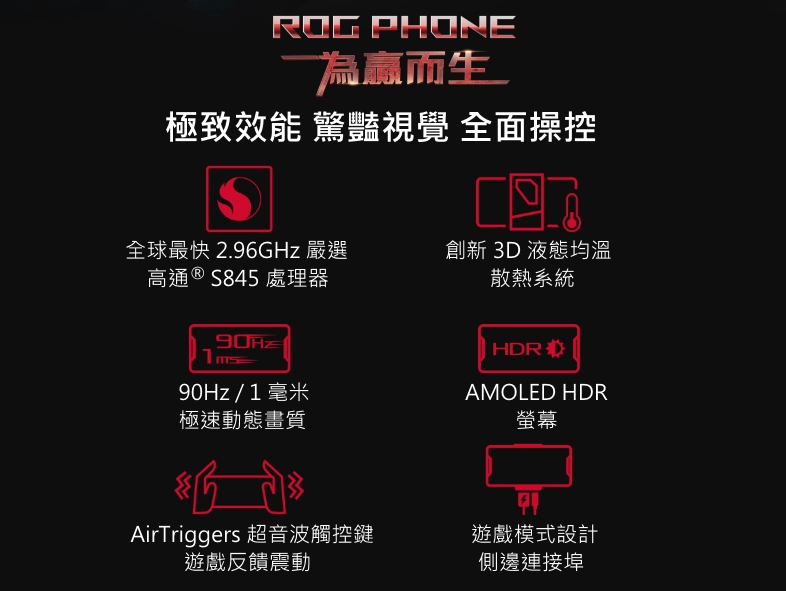 ROG PHONE
為贏而生
極致效能 驚豔視覺 全面操控
全球最快 2.96GHz 嚴選
高通® S845 處理器
創新 3D 液態均溫
散熱系統
90Hz
1ms
90Hz / 1 毫米
極速動態畫質
HDR
AMOLED HDR
螢幕
AirTriggers 超音波觸控鍵
遊戲反饋震動
遊戲模式設計
側邊連接埠